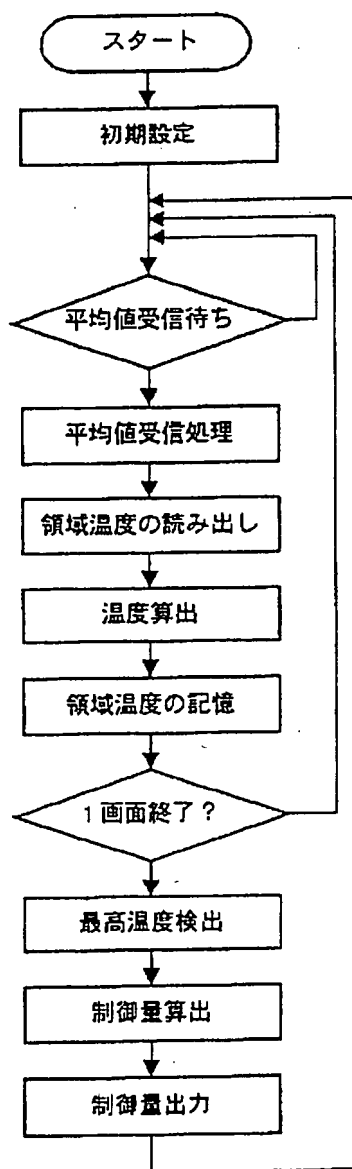 スタート
初期設定
平均値受信待ち
平均値受信処理
領域温度の読み出し
温度算出
領域温度の記憶
1画面終了？
最高温度検出
制御量算出
制御量出力